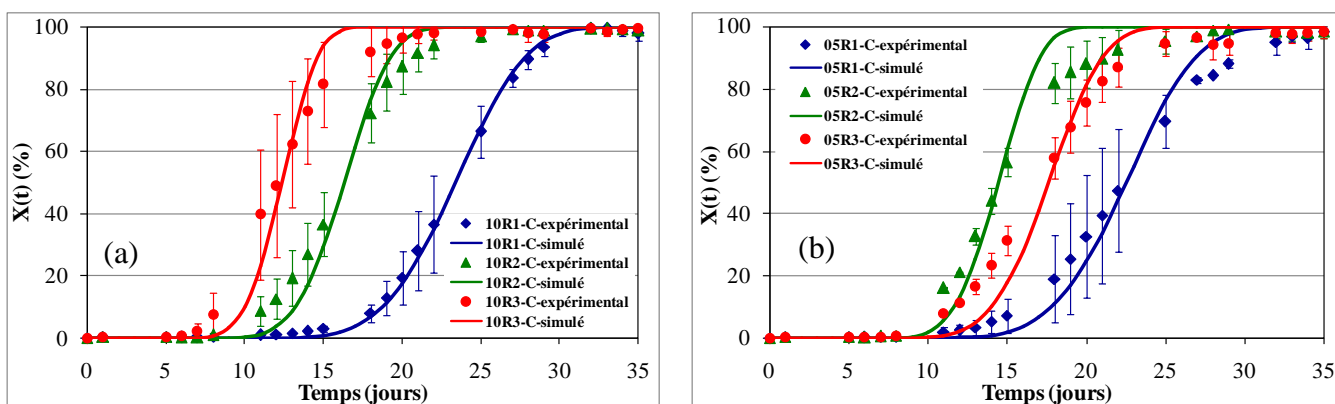 100
80
60
40
20
0
X(t) (%)
(a)
10R1-C-expérimental
10R1-C-simulé
10R2-C-expérimental
10R2-C-simulé
10R3-C-expérimental
10R3-C-simulé
0 5 10 15 20 25 30 35
Temps (jours)
100
80
60
40
20
0
X(t) (%)
(b)
05R1-C-expérimental
05R1-C-simulé
05R2-C-expérimental
05R2-C-simulé
05R3-C-expérimental
05R3-C-simulé
0 5 10 15 20 25 30 35
Temps (jours)